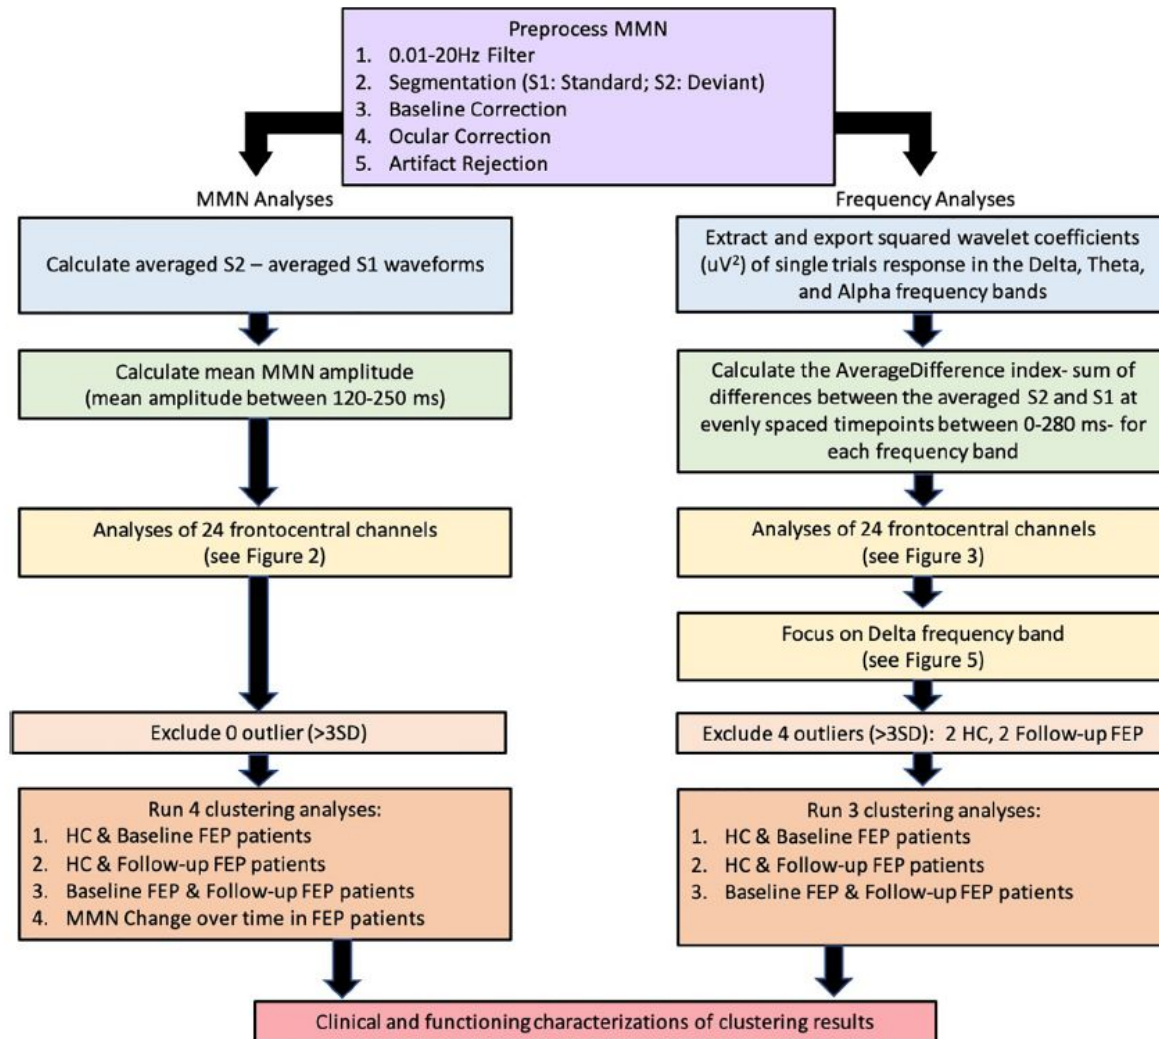 Preprocess MMN
1. 0.01-20Hz Filter
2. Segmentation (S1: Standard; S2: Deviant)
3. Baseline Correction
4. Ocular Correction
5. Artifact Rejection
MMN Analyses
Calculate averaged S2 – averaged S1 waveforms
Calculate mean MMN amplitude
(mean amplitude between 120-250 ms)
Analyses of 24 frontocentral channels
(see Figure 2)
Exclude 0 outlier (>3SD)
Run 4 clustering analyses:
1. HC & Baseline FEP patients
2. HC & Follow-up FEP patients
3. Baseline FEP & Follow-up FEP patients
4. MMN Change over time in FEP patients
Frequency Analyses
Extract and export squared wavelet coefficients
(uV²) of single trials response in the Delta, Theta,
and Alpha frequency bands
Calculate the AverageDifference index- sum of
differences between the averaged S2 and S1 at
evenly spaced timepoints between 0-280 ms- for
each frequency band
Analyses of 24 frontocentral channels
(see Figure 3)
Focus on Delta frequency band
(see Figure 5)
Exclude 4 outliers (>3SD): 2 HC, 2 Follow-up FEP
Run 3 clustering analyses:
1. HC & Baseline FEP patients
2. HC & Follow-up FEP patients
3. Baseline FEP & Follow-up FEP patients
Clinical and functioning characterizations of clustering results